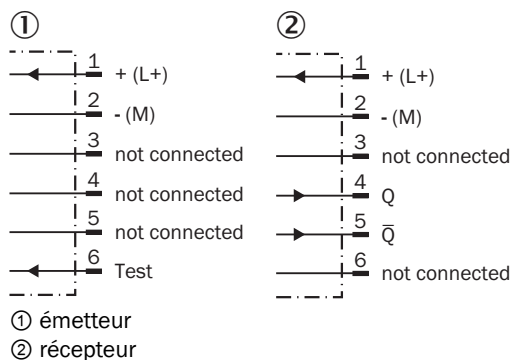 ①
1 + (L+)
2 - (M)
3 not connected
4 not connected
5 not connected
6 Test
②
1 + (L+)
2 - (M)
3 not connected
4 Q
5 Q̅
6 not connected
① émetteur
② récepteur